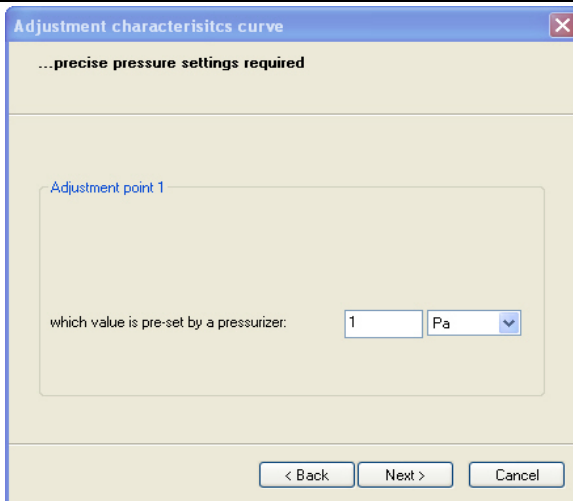 Adjustment characterisitcs curve
...precise pressure settings required
Adjustment point 1
which value is pre-set by a pressurizer: 1 Pa
< Back Next > Cancel